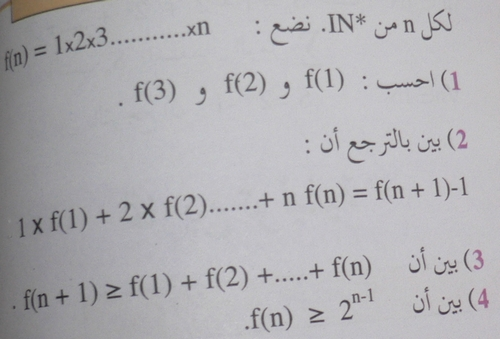 لكل n من IN*. نضع : f(n) = 1x2x3...........xn
1) احسب : f(1) و f(2) و f(3) .
2) بين بالترجع أن :
1 x f(1) + 2 x f(2).......+ n f(n) = f(n + 1)-1
3) بين أن f(n + 1) ≥ f(1) + f(2) +.....+ f(n) .
4) بين أن f(n) ≥ 2^{n-1}.